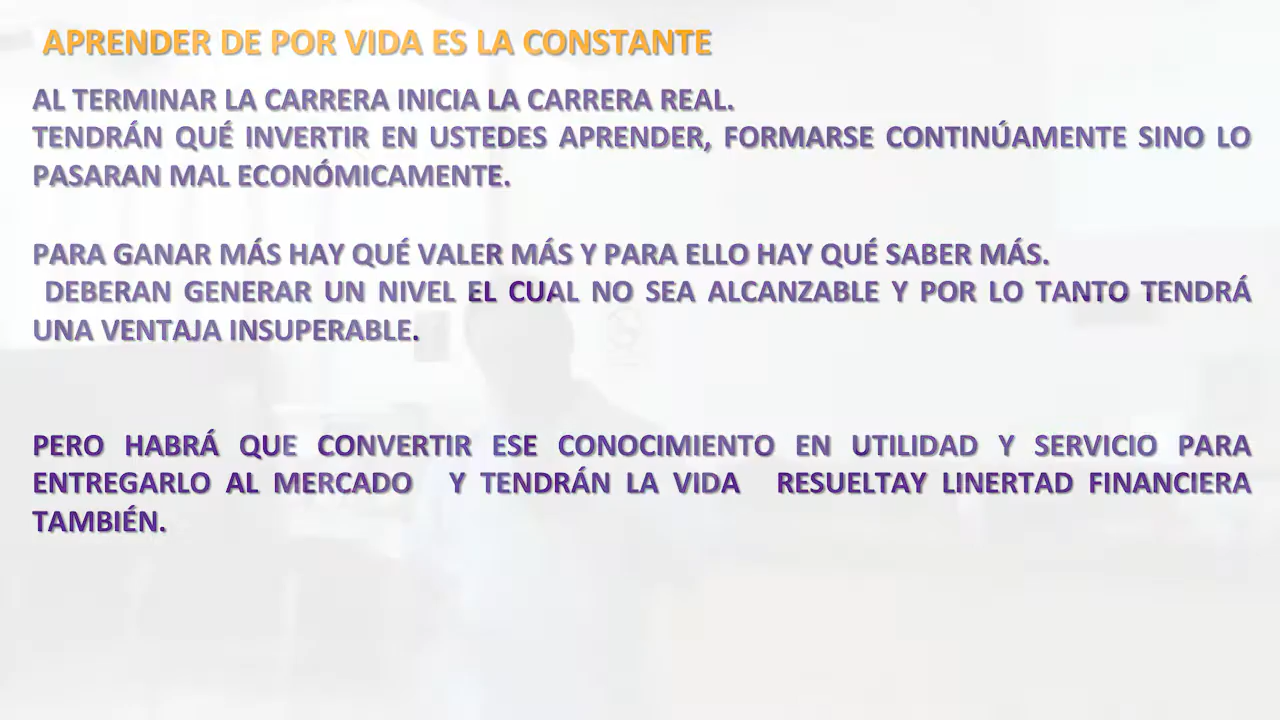 APRENDER DE POR VIDA ES LA CONSTANTE
AL TERMINAR LA CARRERA INICIA LA CARRERA REAL.
TENDRÁN QUÉ INVERTIR EN USTEDES APRENDER, FORMARSE CONTINÚAMENTE SINO LO
PASARAN MAL ECONÓMICAMENTE.
PARA GANAR MÁS HAY QUÉ VALER MÁS Y PARA ELLO HAY QUÉ SABER MÁS.
DEBERAN GENERAR UN NIVEL EL CUAL NO SEA ALCANZABLE Y POR LO TANTO TENDRÁ
UNA VENTAJA INSUPERABLE.
PERO HABRÁ QUE CONVERTIR ESE CONOCIMIENTO EN UTILIDAD Y SERVICIO PARA
ENTREGARLO AL MERCADO Y TENDRÁN LA VIDA RESUELTAY LINERTAD FINANCIERA
TAMBIÉN.